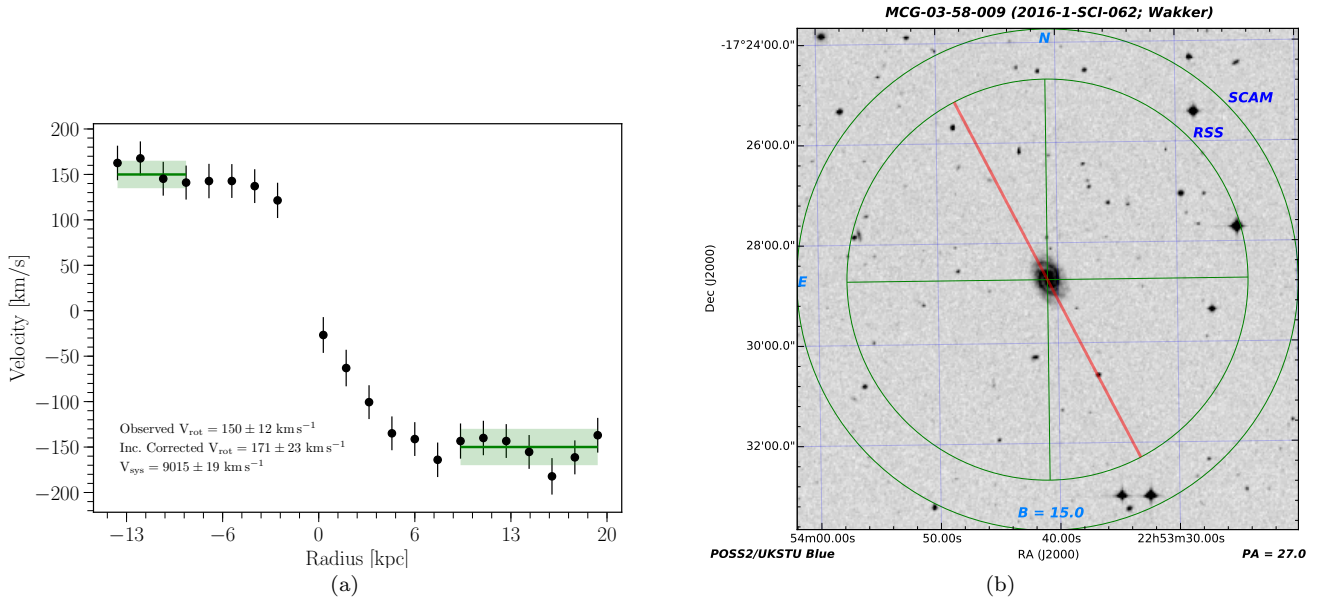 200
150
100
50
0
−50
−100
−150
−200
Velocity [km/s]
Observed Vrot = 150 ± 12 km s−1
Inc. Corrected Vrot = 171 ± 23 km s−1
Vsys = 9015 ± 19 km s−1
−13 −6 0 6 13 20
Radius [kpc]
(a)
MCG-03-58-009 (2016-1-SCI-062; Wakker)
-17°24'00.0"
26'00.0"
28'00.0"
30'00.0"
32'00.0"
Dec (J2000)
N
SCAM
RSS
E
B = 15.0
54m00.00s 50.00s 40.00s 22h53m30.00s
POSS2/UKSTU Blue RA (J2000) PA = 27.0
(b)